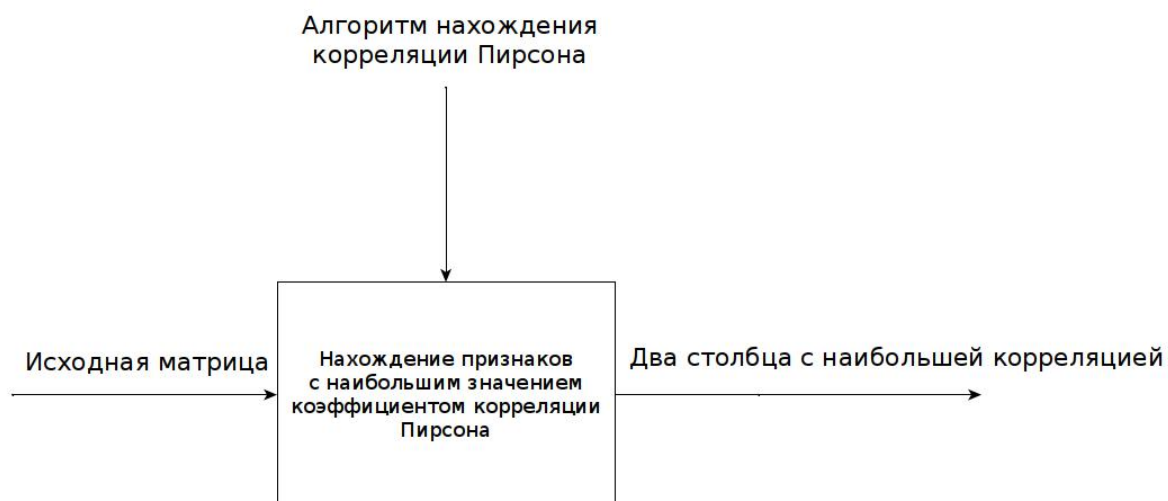 Алгоритм нахождения
корреляции Пирсона
Исходная матрица
Нахождение признаков
с наибольшим значением
коэффициентом корреляции
Пирсона
Два столбца с наибольшей корреляцией